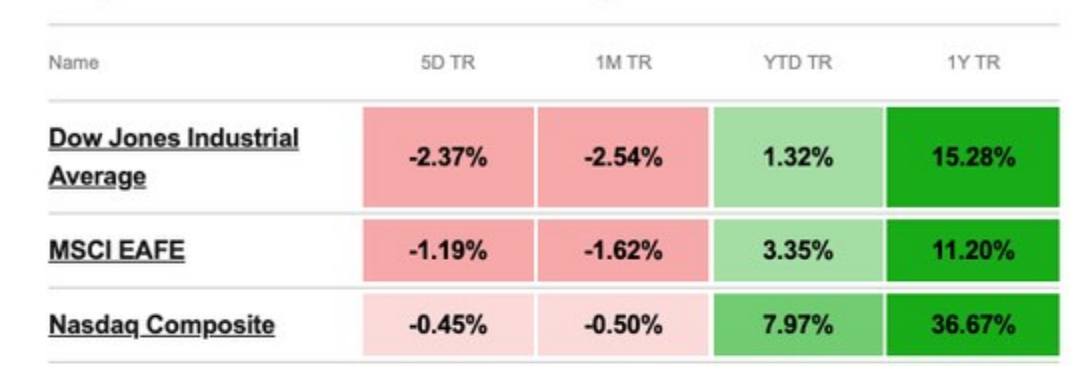 Name 5D TR 1M TR YTD TR 1Y TR
Dow Jones Industrial
Average -2.37% -2.54% 1.32% 15.28%
MSCI EAFE -1.19% -1.62% 3.35% 11.20%
Nasdaq Composite -0.45% -0.50% 7.97% 36.67%